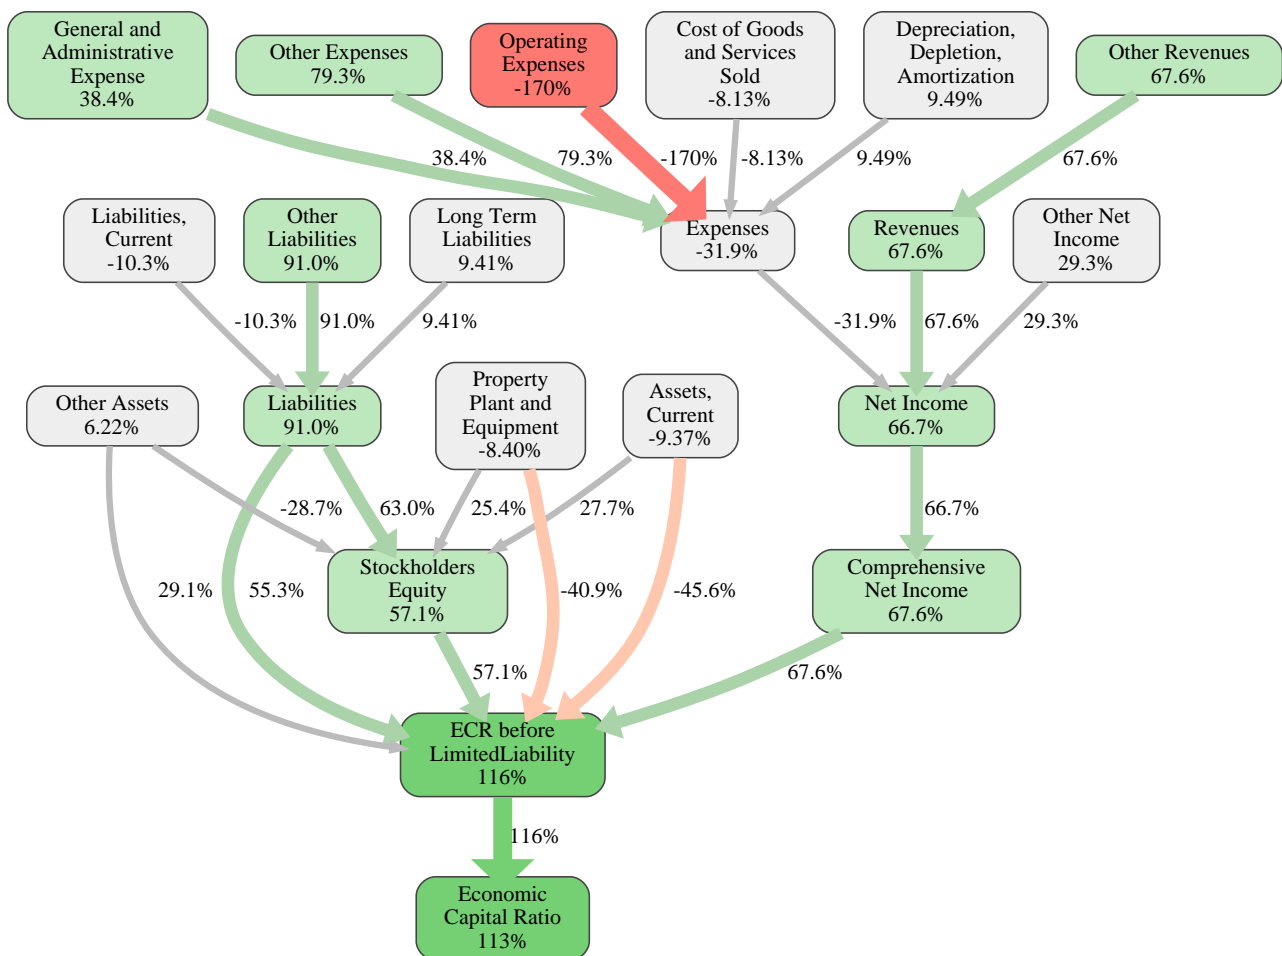 General and
Administrative
Expense
38.4%
Other Expenses
79.3%
Operating
Expenses
-170%
Cost of Goods
and Services
Sold
-8.13%
Depreciation,
Depletion,
Amortization
9.49%
Other Revenues
67.6%
38.4%
79.3%
-170%
-8.13%
9.49%
67.6%
Liabilities,
Current
-10.3%
Other
Liabilities
91.0%
Long Term
Liabilities
9.41%
Expenses
-31.9%
Revenues
67.6%
Other Net
Income
29.3%
-10.3%
91.0%
9.41%
-31.9%
67.6%
29.3%
Other Assets
6.22%
Liabilities
91.0%
Property
Plant and
Equipment
-8.40%
Assets,
Current
-9.37%
Net Income
66.7%
-28.7%
63.0%
25.4%
27.7%
66.7%
29.1%
55.3%
Stockholders
Equity
57.1%
-40.9%
-45.6%
Comprehensive
Net Income
67.6%
57.1%
67.6%
ECR before
LimitedLiability
116%
116%
Economic
Capital Ratio
113%